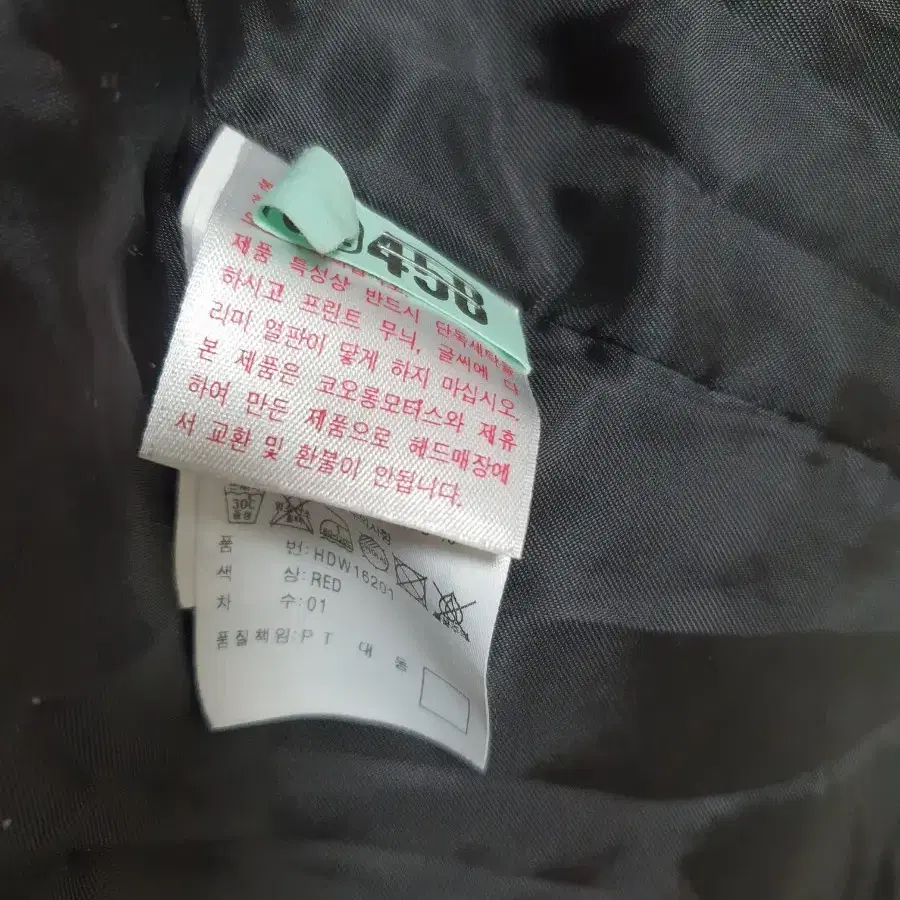 458
제품 특성상 반드시 단독세탁을
하시고 프린트 무늬, 글씨에 다
리미 열판이 닿게 하지 마십시오.
본 제품은 코오롱모터스와 제휴
하여 만든 제품으로 헤드매장에
서 교환 및 환불이 안됩니다.
30C
품 번:HDW16201
색 상:RED
차 수:01
품질책임:PT 대 동